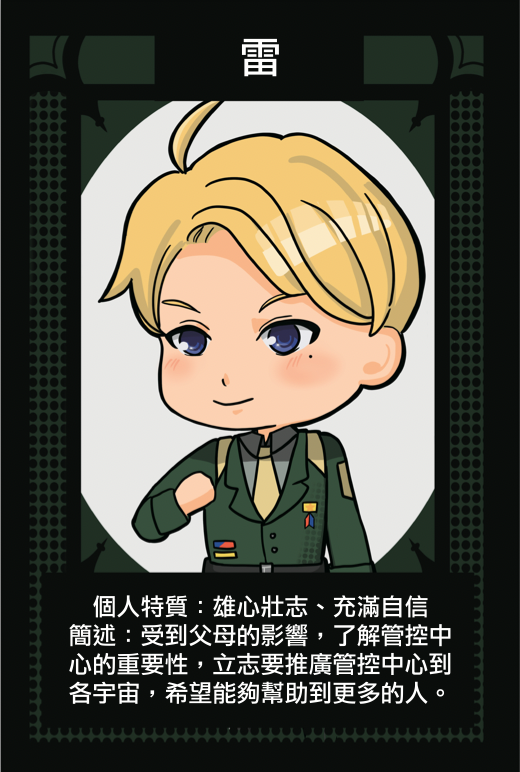 雷
個人特質：雄心壯志、充滿自信
簡述：受到父母的影響，了解管控中
心的重要性，立志要推廣管控中心到
各宇宙，希望能夠幫助到更多的人。